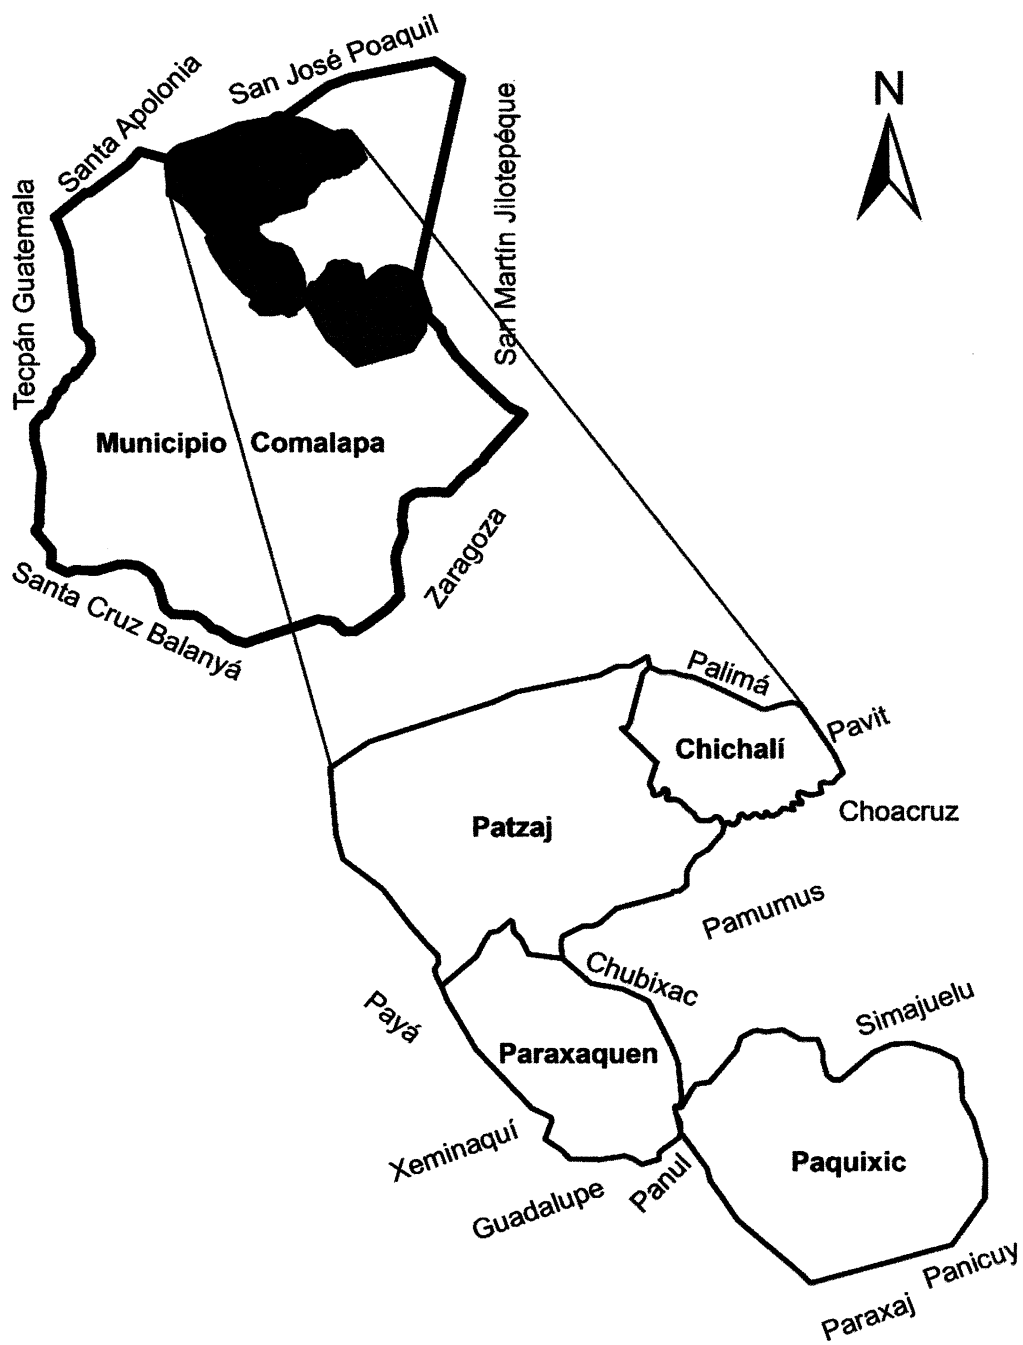 San José Poaquil
N
Santa Apolonia
San Martín Jilotepéque
Tecpán Guatemala
Municipio Comalapa
Zaragoza
Santa Cruz Balanyá
Palimá
Pavit
Chichalí
Choacruz
Patzaj
Pamumus
Chubixac
Payá
Simajuelu
Paraxaquen
Xeminaquí
Paquixic
Panul
Guadalupe
Panicuy
Paraxaj